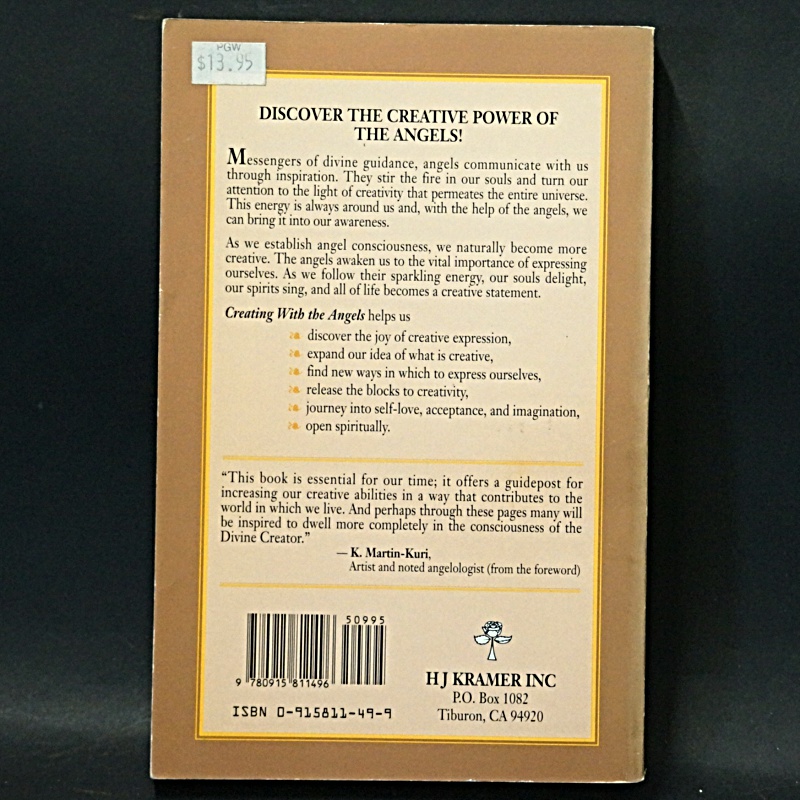 PGW
$13.95
DISCOVER THE CREATIVE POWER OF
THE ANGELS!
Messengers of divine guidance, angels communicate with us
through inspiration. They stir the fire in our souls and turn our
attention to the light of creativity that permeates the entire universe.
This energy is always around us and, with the help of the angels, we
can bring it into our awareness.
As we establish angel consciousness, we naturally become more
creative. The angels awaken us to the vital importance of expressing
ourselves. As we follow their sparkling energy, our souls delight,
our spirits sing, and all of life becomes a creative statement.
Creating With the Angels helps us
discover the joy of creative expression,
expand our idea of what is creative,
find new ways in which to express ourselves,
release the blocks to creativity,
journey into self-love, acceptance, and imagination,
open spiritually.
“This book is essential for our time; it offers a guidepost for
increasing our creative abilities in a way that contributes to the
world in which we live. And perhaps through these pages many will
be inspired to dwell more completely in the consciousness of the
Divine Creator.”
— K. Martin-Kuri,
Artist and noted angelologist (from the foreword)
50995
9 780915 811496
ISBN 0-915811-49-9
H J KRAMER INC
P.O. Box 1082
Tiburon, CA 94920